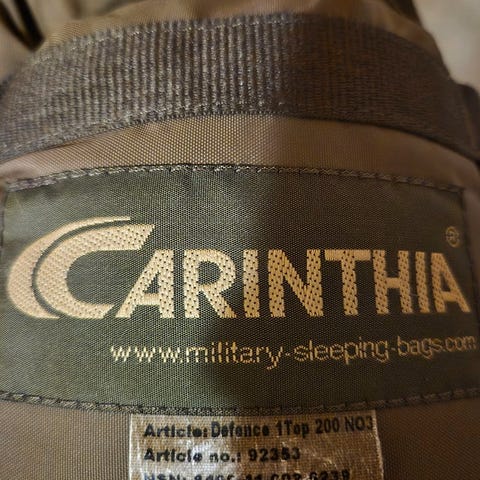 CARINTHIA®
www.military-sleeping-bags.com
Article: Defence 1Top 200 NO3
Article no.: 92353